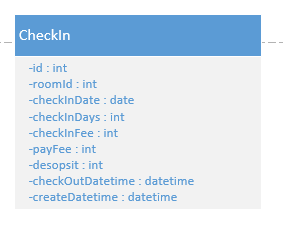 CheckIn
-id : int
-roomId : int
-checkInDate : date
-checkInDays : int
-checkInFee : int
-payFee : int
-desopsit : int
-checkOutDatetime : datetime
-createDatetime : datetime